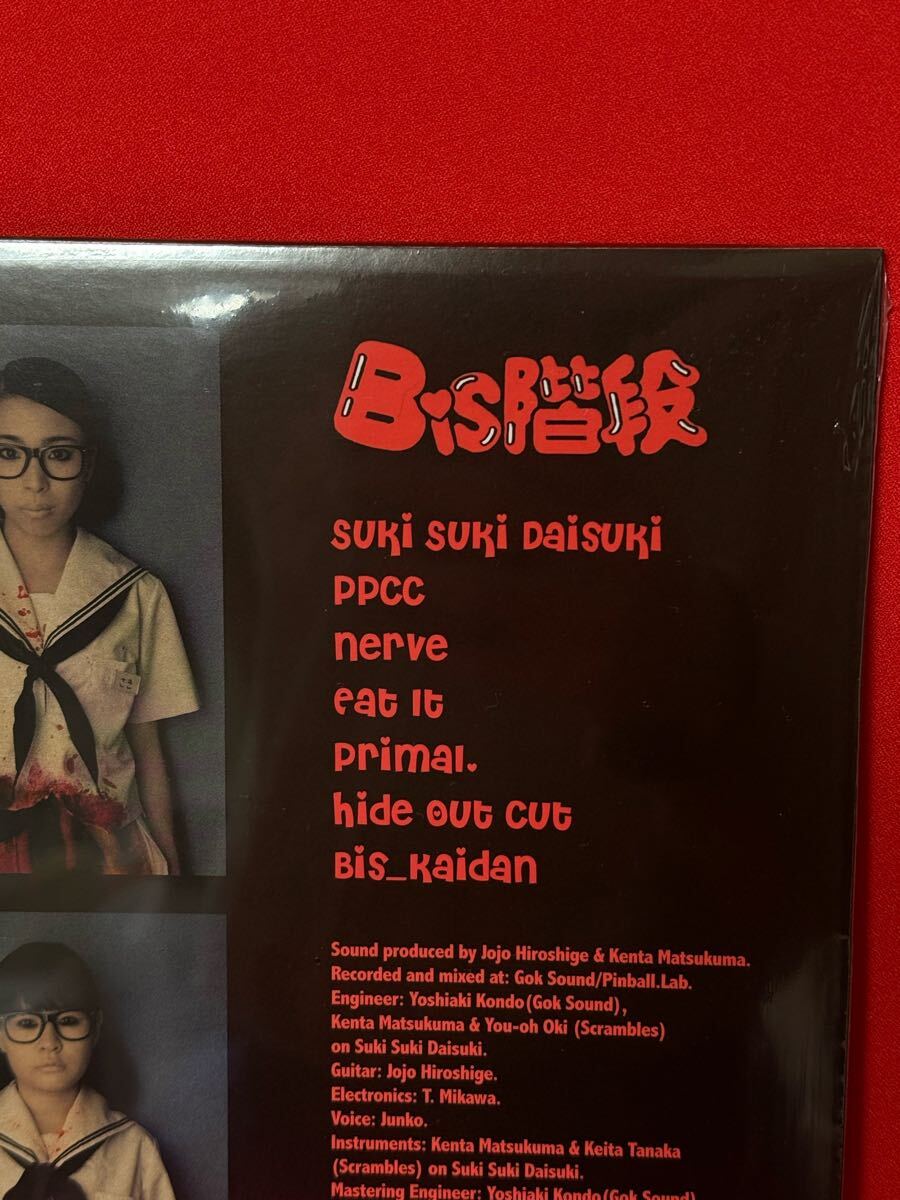 Bis階段
suki suki Daisuki
PPCC
nerve
eat it
primal.
hide out cut
Bis_Kaidan
Sound produced by Jojo Hiroshige & Kenta Matsukuma.
Recorded and mixed at: Gok Sound/Pinball.Lab.
Engineer: Yoshiaki Kondo(Gok Sound),
Kenta Matsukuma & You-oh Oki (Scrambles)
on Suki Suki Daisuki.
Guitar: Jojo Hiroshige.
Electronics: T. Mikawa.
Voice: Junko.
Instruments: Kenta Matsukuma & Keita Tanaka
(Scrambles) on Suki Suki Daisuki.
Mastering Engineer: Yoshiaki Kondo(Gok Sound)